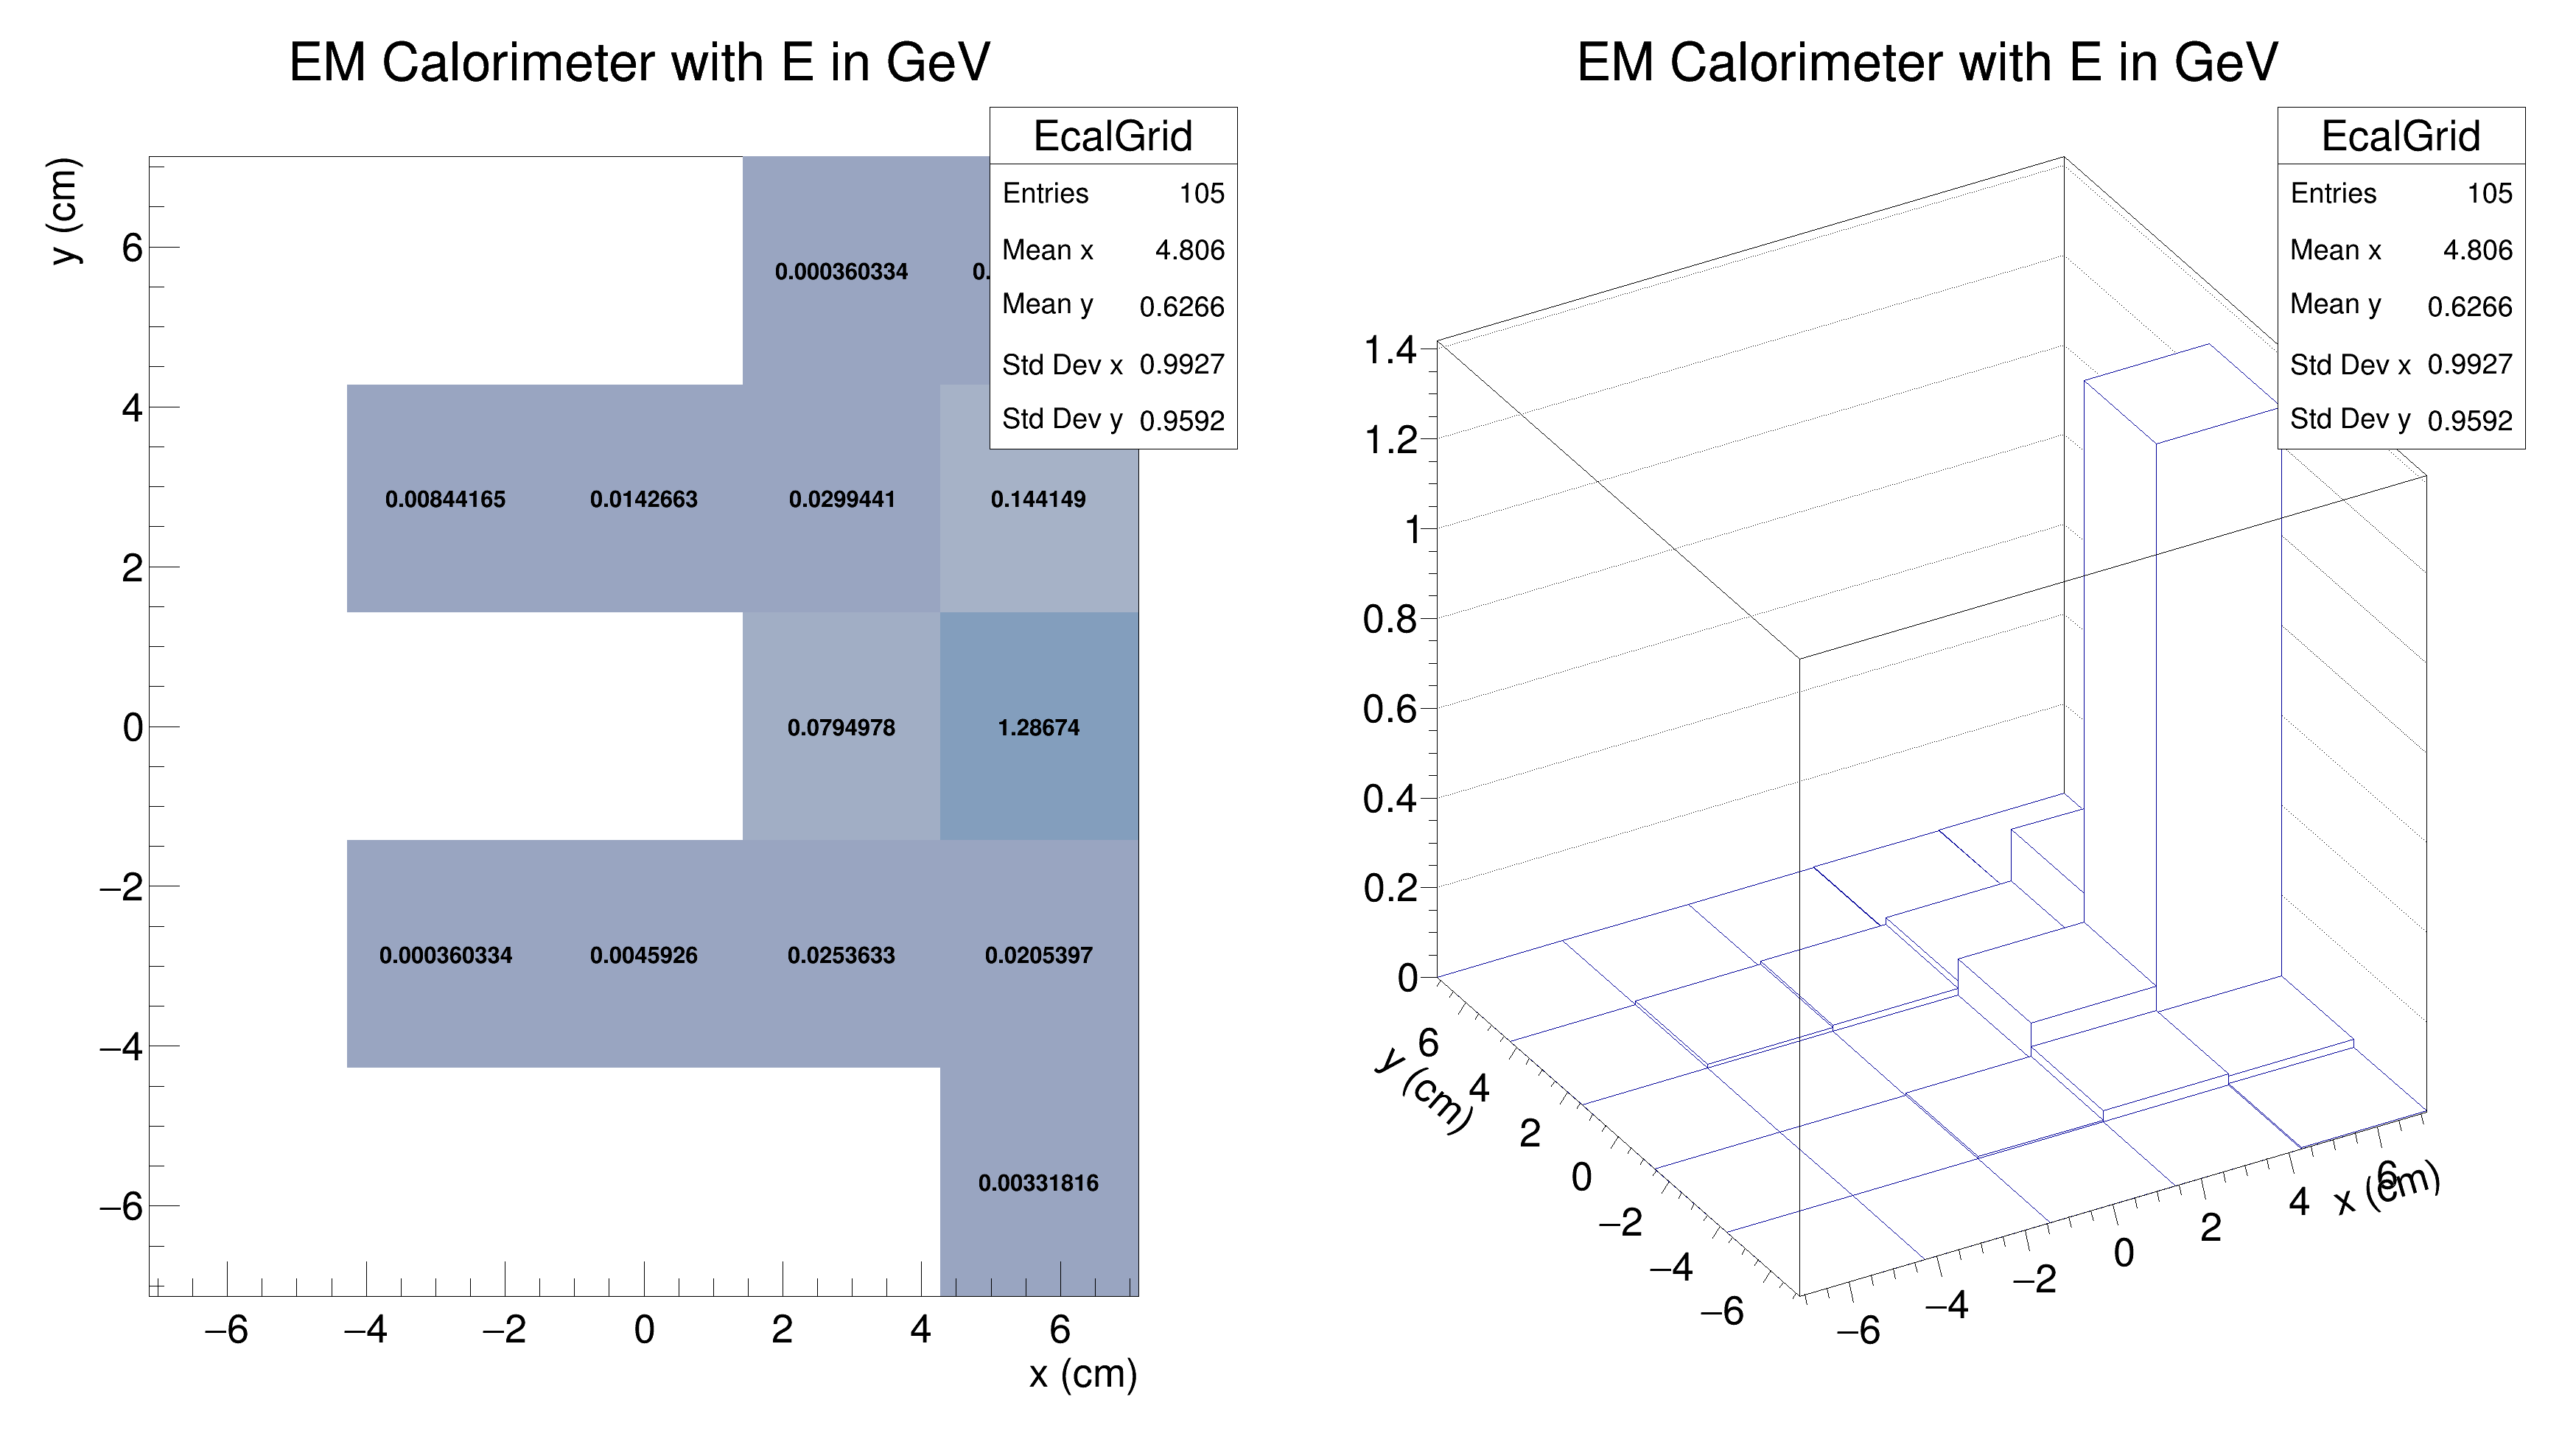 EM Calorimeter with E in GeV
EcalGrid
Entries 105
Mean x 4.806
Mean y 0.6266
Std Dev x 0.9927
Std Dev y 0.9592
y (cm)
6
4
2
0
−2
−4
−6
0.000360334 0.
0.00844165 0.0142663 0.0299441 0.144149
0.0794978 1.28674
0.000360334 0.0045926 0.0253633 0.0205397
0.00331816
−6 −4 −2 0 2 4 6
x (cm)
EM Calorimeter with E in GeV
EcalGrid
Entries 105
Mean x 4.806
Mean y 0.6266
Std Dev x 0.9927
Std Dev y 0.9592
1.4
1.2
1
0.8
0.6
0.4
0.2
0
y (cm)
6
4
2
0
−2
−4
−6
−6 −4 −2 0 2 4 6
x (cm)